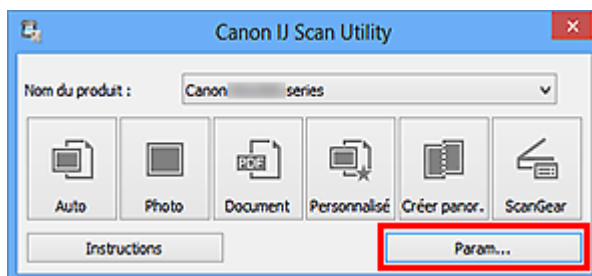 Canon IJ Scan Utility
Nom du produit : Canon series
PDF
Auto Photo Document Personnalisé Créer panor. ScanGear
Instructions Param...